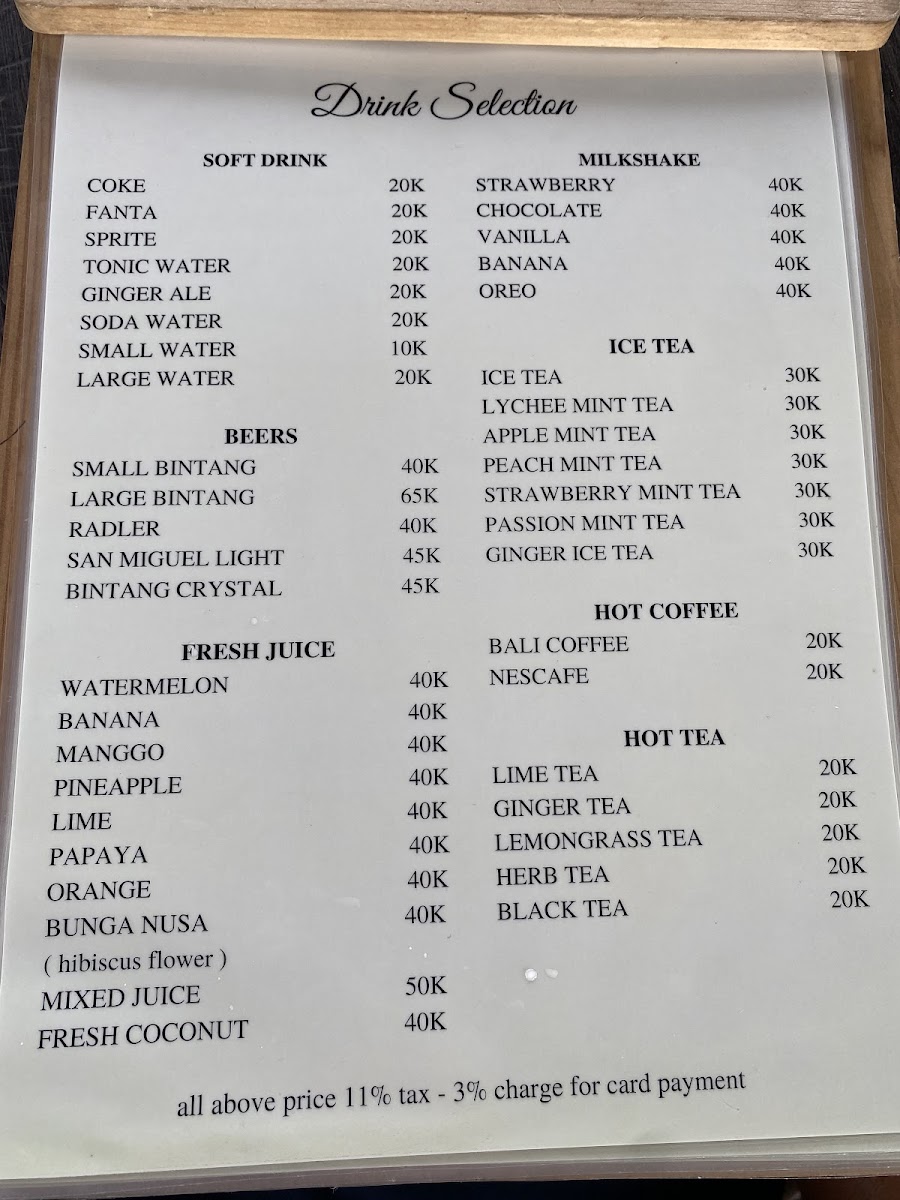 Drink Selection
SOFT DRINK
COKE 20K
FANTA 20K
SPRITE 20K
TONIC WATER 20K
GINGER ALE 20K
SODA WATER 20K
SMALL WATER 10K
LARGE WATER 20K
BEERS
SMALL BINTANG 40K
LARGE BINTANG 65K
RADLER 40K
SAN MIGUEL LIGHT 45K
BINTANG CRYSTAL 45K
FRESH JUICE
WATERMELON 40K
BANANA 40K
MANGGO 40K
PINEAPPLE 40K
LIME 40K
PAPAYA 40K
ORANGE 40K
BUNGA NUSA 40K
( hibiscus flower )
MIXED JUICE 50K
FRESH COCONUT 40K
MILKSHAKE
STRAWBERRY 40K
CHOCOLATE 40K
VANILLA 40K
BANANA 40K
OREO 40K
ICE TEA
ICE TEA 30K
LYCHEE MINT TEA 30K
APPLE MINT TEA 30K
PEACH MINT TEA 30K
STRAWBERRY MINT TEA 30K
PASSION MINT TEA 30K
GINGER ICE TEA 30K
HOT COFFEE
BALI COFFEE 20K
NESCAFE 20K
HOT TEA
LIME TEA 20K
GINGER TEA 20K
LEMONGRASS TEA 20K
HERB TEA 20K
BLACK TEA 20K
all above price 11% tax - 3% charge for card payment